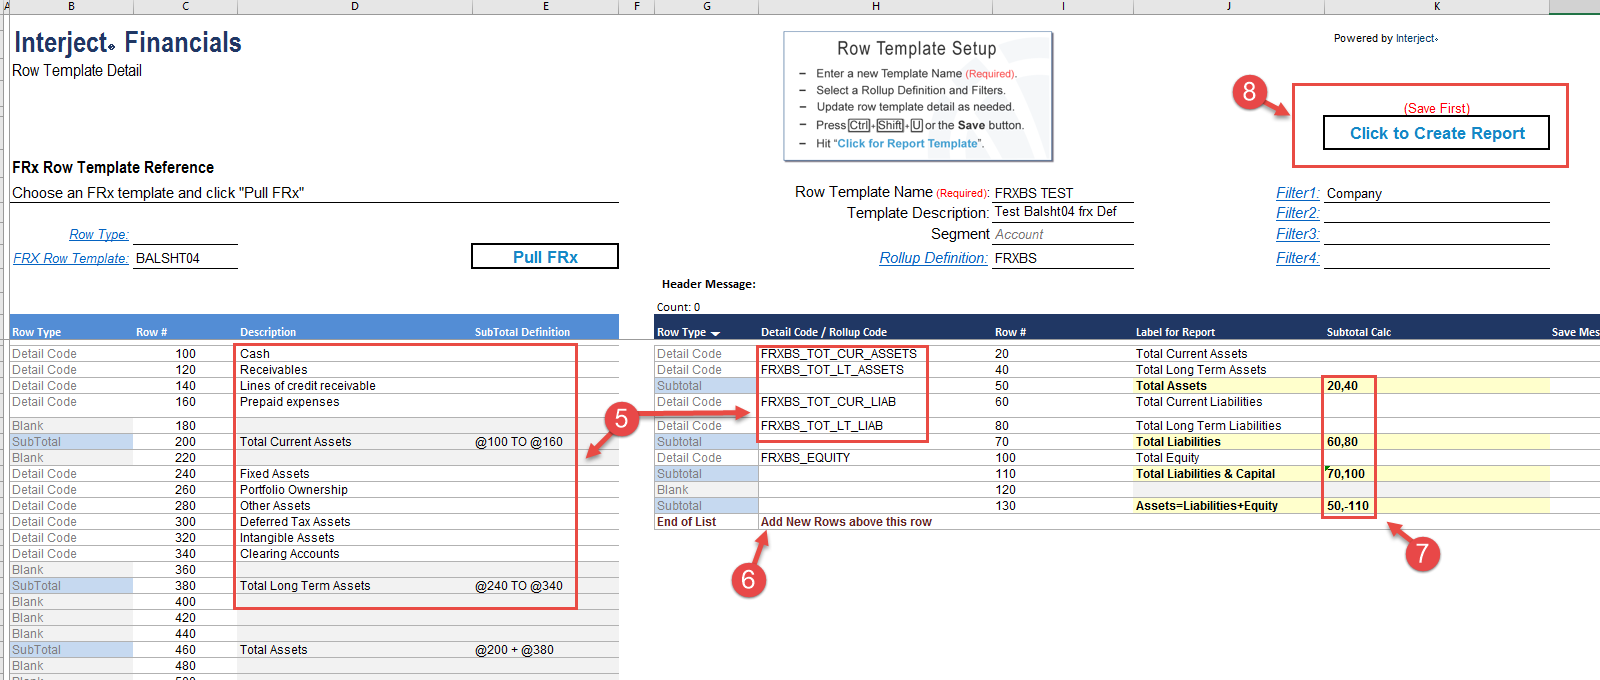 A B C D E F G H I J K
Interject Financials
Row Template Detail
Row Template Setup
– Enter a new Template Name (Required).
– Select a Rollup Definition and Filters.
– Update row template detail as needed.
– Press Ctrl+Shift+U or the Save button.
– Hit "Click for Report Template".
Powered by Interject
8
(Save First)
Click to Create Report
FRx Row Template Reference
Choose an FRx template and click "Pull FRx"
Row Type:
FRX Row Template: BALSHT04
Pull FRx
Row Template Name (Required): FRXBS TEST
Template Description: Test Balsht04 frx Def
Segment Account
Rollup Definition: FRXBS
Filter1: Company
Filter2:
Filter3:
Filter4:
Header Message:
Count: 0
Row Type Row # Description SubTotal Definition
Detail Code 100 Cash
Detail Code 120 Receivables
Detail Code 140 Lines of credit receivable
Detail Code 160 Prepaid expenses
Blank 180
SubTotal 200 Total Current Assets @100 TO @160
Blank 220
Detail Code 240 Fixed Assets
Detail Code 260 Portfolio Ownership
Detail Code 280 Other Assets
Detail Code 300 Deferred Tax Assets
Detail Code 320 Intangible Assets
Detail Code 340 Clearing Accounts
Blank 360
SubTotal 380 Total Long Term Assets @240 TO @340
Blank 400
Blank 420
Blank 440
SubTotal 460 Total Assets @200 + @380
Blank 480
Row Type Detail Code / Rollup Code Row # Label for Report Subtotal Calc Save Mes
Detail Code FRXBS_TOT_CUR_ASSETS 20 Total Current Assets
Detail Code FRXBS_TOT_LT_ASSETS 40 Total Long Term Assets
Subtotal 50 Total Assets 20,40
Detail Code FRXBS_TOT_CUR_LIAB 60 Total Current Liabilities
Detail Code FRXBS_TOT_LT_LIAB 80 Total Long Term Liabilities
Subtotal 70 Total Liabilities 60,80
Detail Code FRXBS_EQUITY 100 Total Equity
Subtotal 110 Total Liabilities & Capital 70,100
Blank 120
Subtotal 130 Assets=Liabilities+Equity 50,-110
End of List Add New Rows above this row
5
6
7